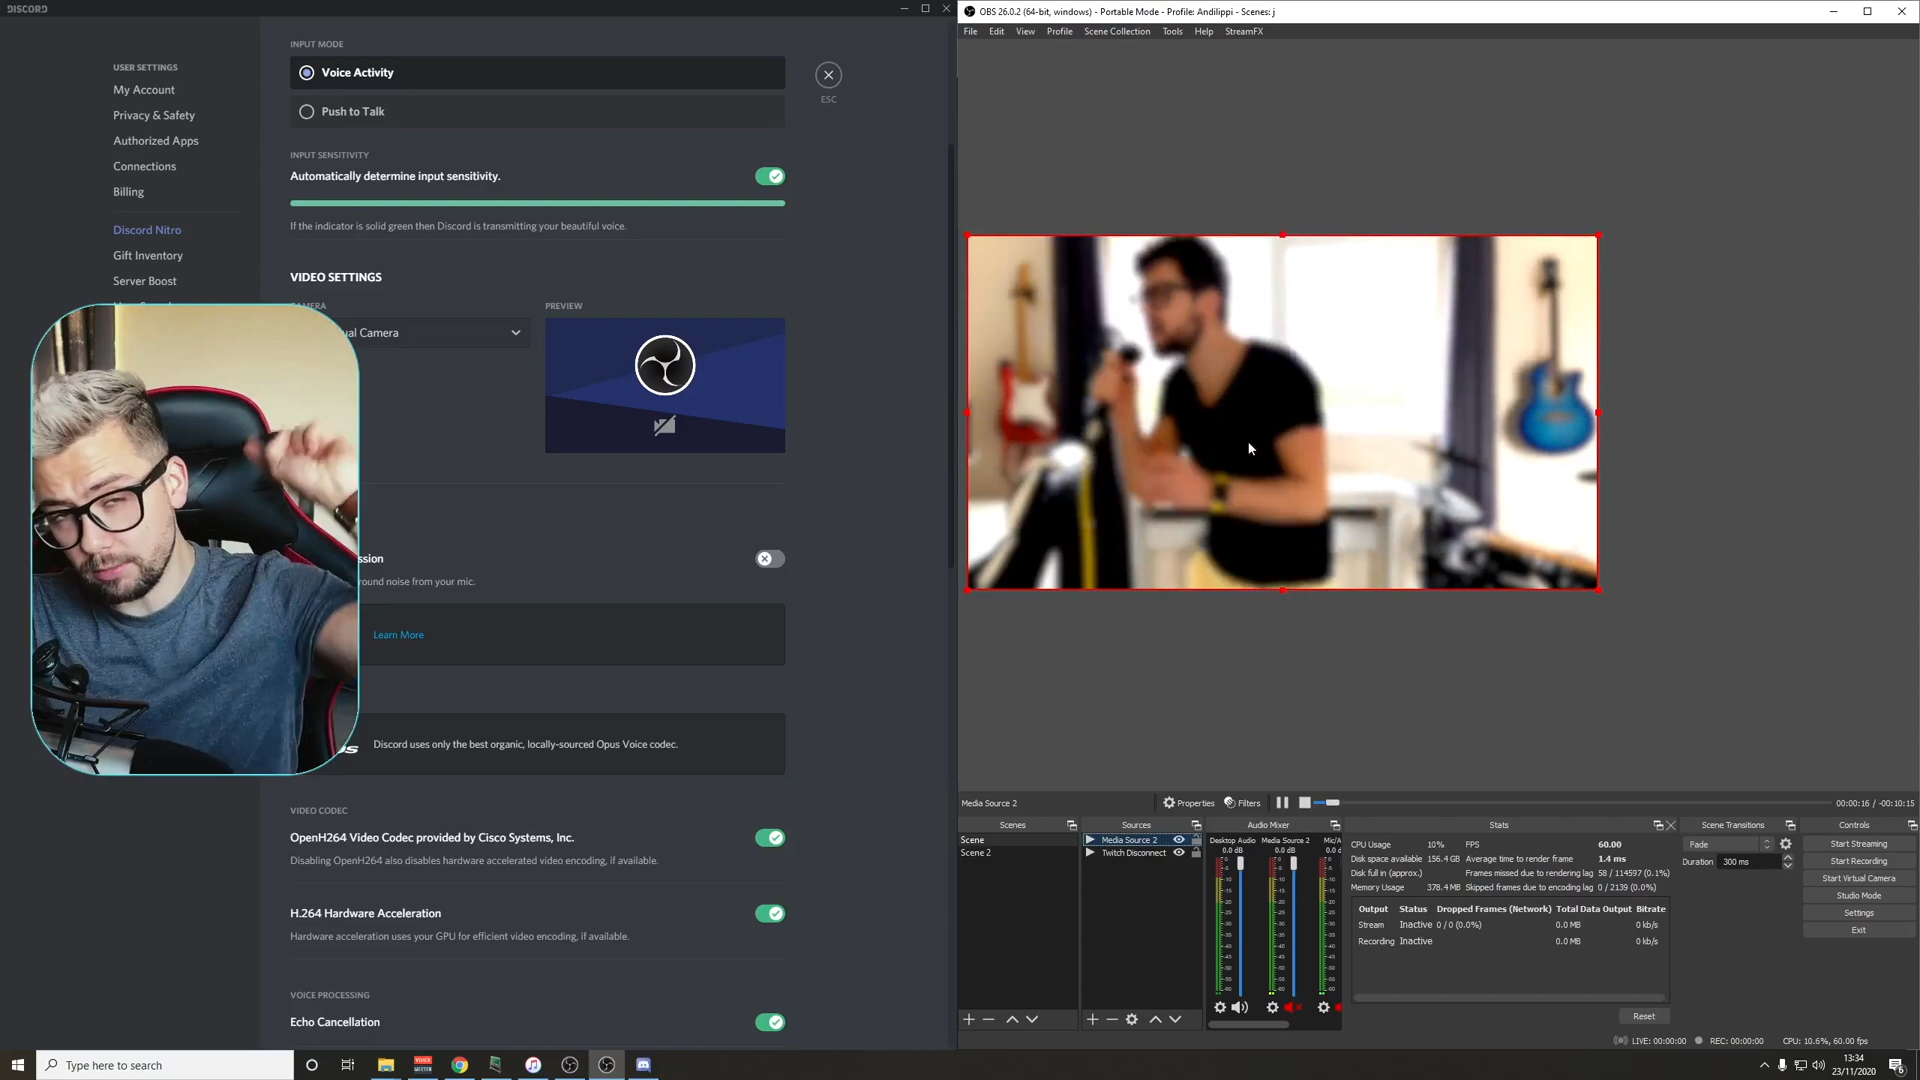 DISCORD
USER SETTINGS
My Account
Privacy & Safety
Authorized Apps
Connections
Billing
Discord Nitro
Gift Inventory
Server Boost
INPUT MODE
Voice Activity
Push to Talk
ESC
INPUT SENSITIVITY
Automatically determine input sensitivity.
If the indicator is solid green then Discord is transmitting your beautiful voice.
VIDEO SETTINGS
AMERA
PREVIEW
ual Camera
ssion
round noise from your mic.
Learn More
Discord uses only the best organic, locally-sourced Opus Voice codec.
VIDEO CODEC
OpenH264 Video Codec provided by Cisco Systems, Inc.
Disabling OpenH264 also disables hardware accelerated video encoding, if available.
H.264 Hardware Acceleration
Hardware acceleration uses your GPU for efficient video encoding, if available.
VOICE PROCESSING
Echo Cancellation
OBS 26.0.2 (64-bit, windows) - Portable Mode - Profile: Andilippi - Scenes: j
File Edit View Profile Scene Collection Tools Help StreamFX
Media Source 2
Properties Filters
00:00:16 / -00:10:15
Scenes
Scene
Scene 2
Sources
Media Source 2
Twitch Disconnect
Audio Mixer
Desktop Audio Media Source 2 Mic/A
0.0 dB 0.0 dB 0.0 d
Stats
CPU Usage 10% FPS 60.00
Disk space available 156.4 GB Average time to render frame 1.4 ms
Disk full in (approx.) Frames missed due to rendering lag 58 / 114597 (0.1%)
Memory Usage 378.4 MB Skipped frames due to encoding lag 0 / 2139 (0.0%)
Output Status Dropped Frames (Network) Total Data Output Bitrate
Stream Inactive 0 / 0 (0.0%) 0.0 MB 0 kb/s
Recording Inactive 0.0 MB 0 kb/s
Reset
Scene Transitions
Fade
Duration 300 ms
Controls
Start Streaming
Start Recording
Start Virtual Camera
Studio Mode
Settings
Exit
LIVE: 00:00:00 REC: 00:00:00 CPU: 10.6%, 60.00 fps
Type here to search
13:34
23/11/2020